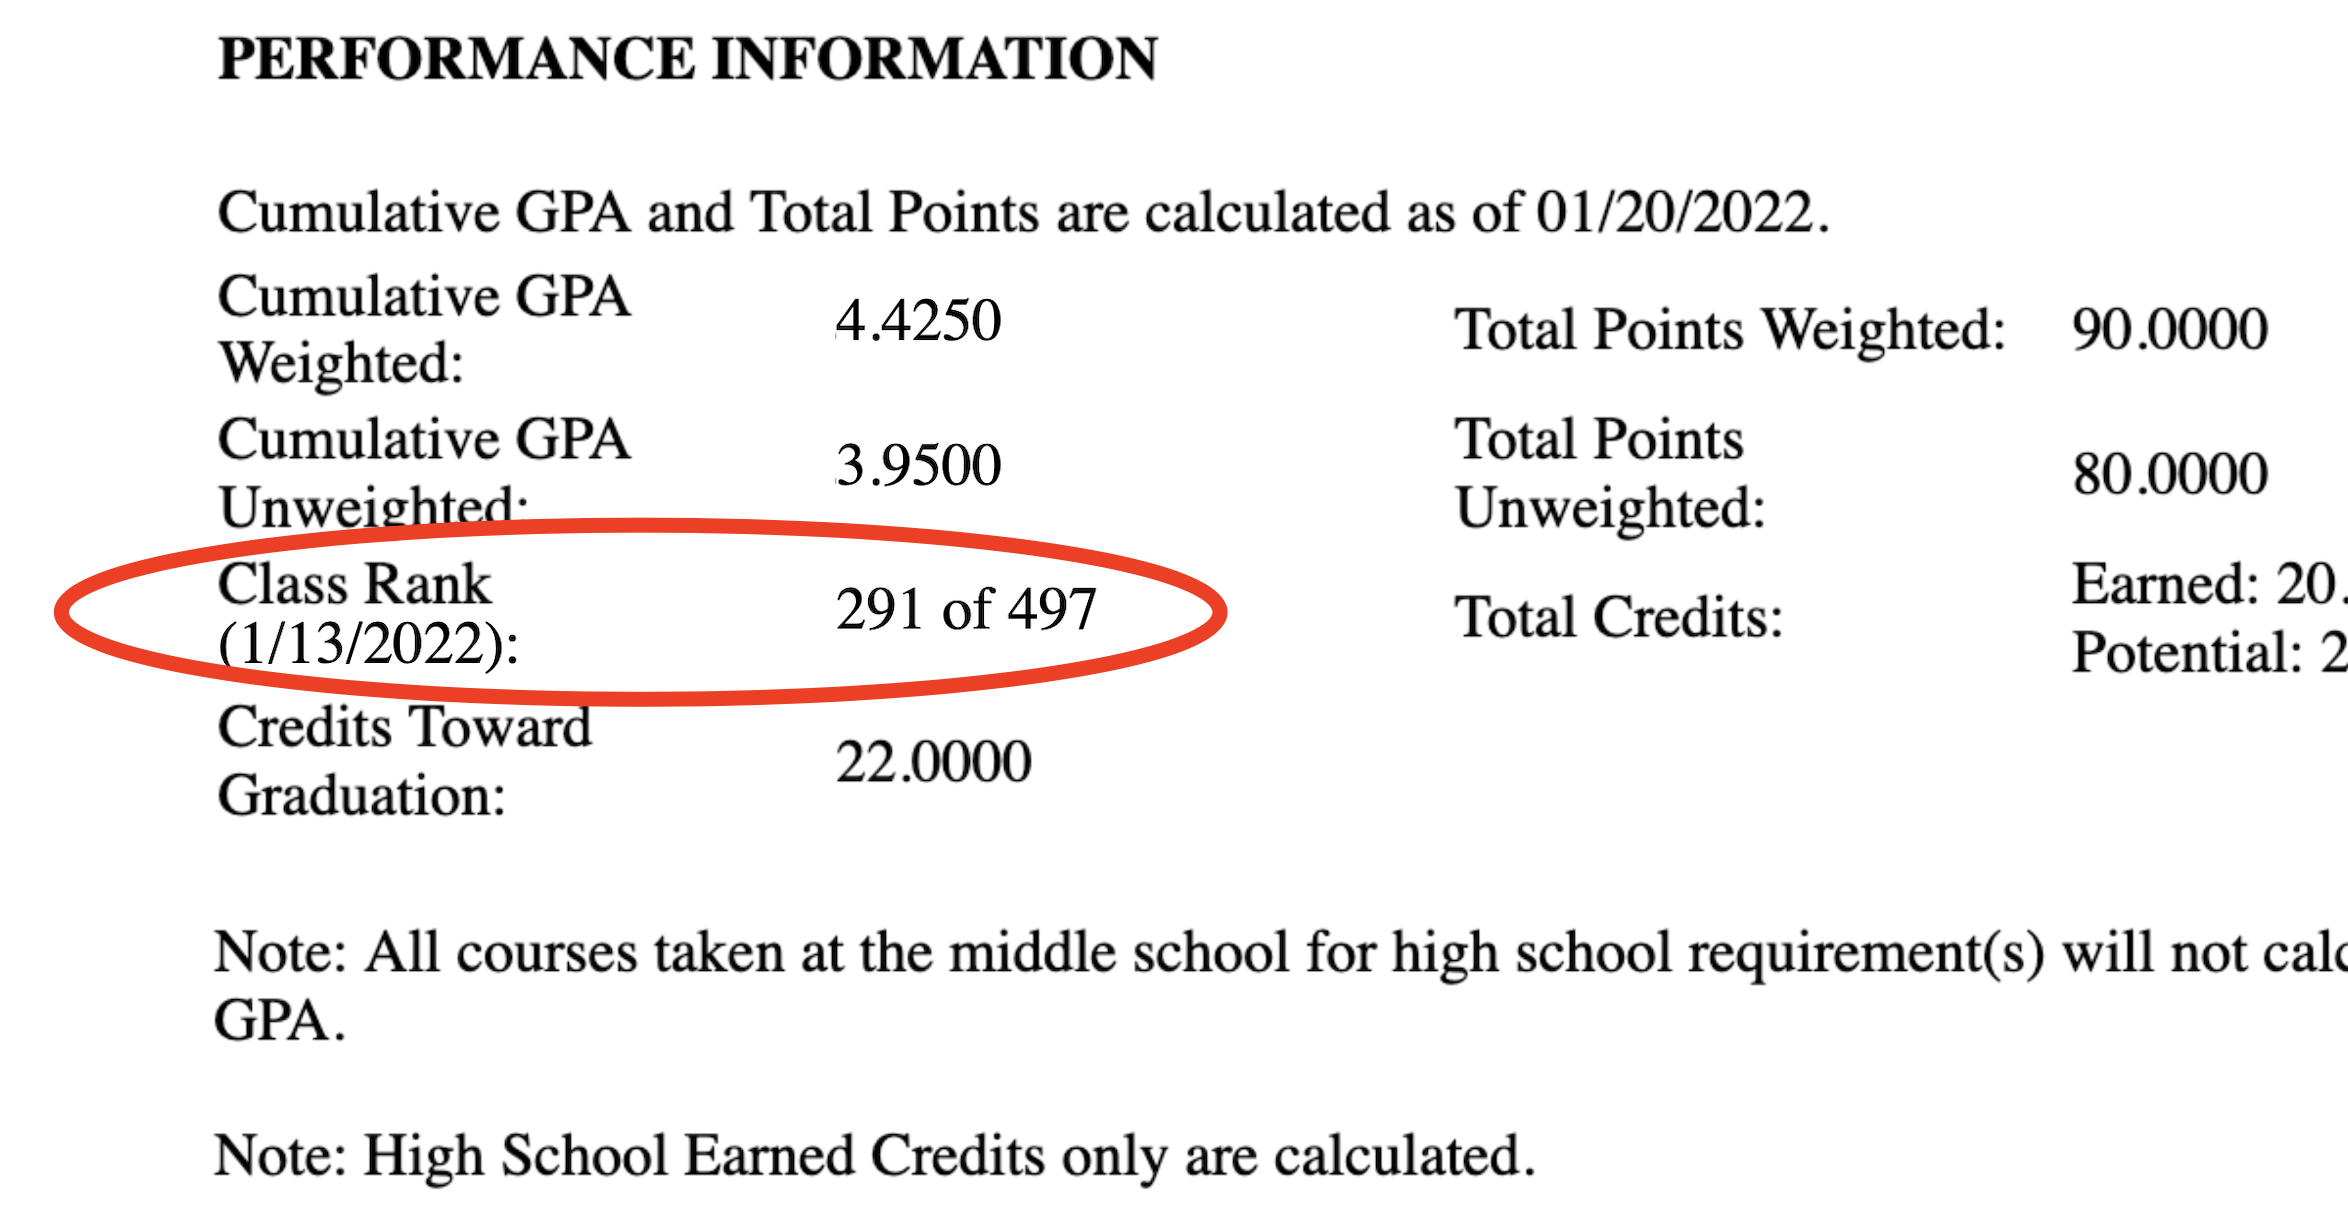 PERFORMANCE INFORMATION
Cumulative GPA and Total Points are calculated as of 01/20/2022.
Cumulative GPA
Weighted:
4.4250
Total Points Weighted:
90.0000
Cumulative GPA
Unweighted:
3.9500
Total Points
Unweighted:
80.0000
Class Rank
(1/13/2022):
291 of 497
Total Credits:
Earned: 20.
Potential: 2
Credits Toward
Graduation:
22.0000
Note: All courses taken at the middle school for high school requirement(s) will not calc
GPA.
Note: High School Earned Credits only are calculated.